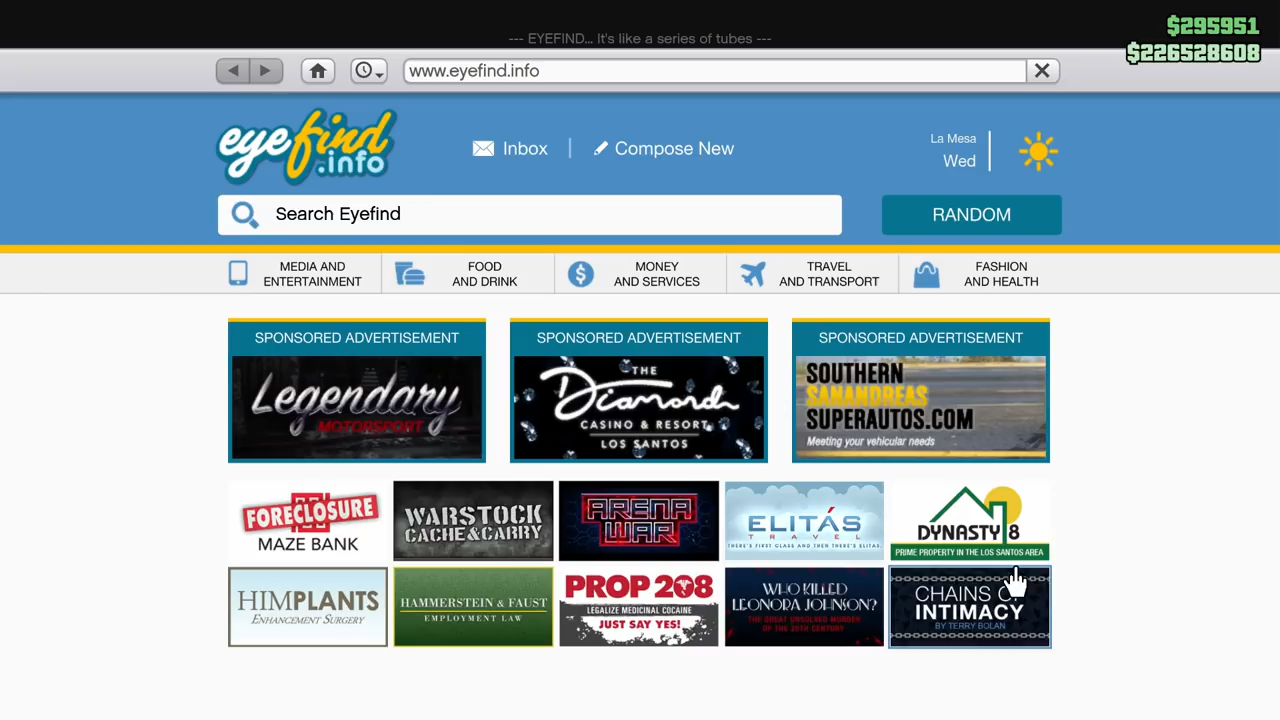 $295951
--- EYEFIND... It's like a series of tubes ---
$226528608
www.eyefind.info
eyefind
.info
Inbox
Compose New
La Mesa
Wed
Search Eyefind
RANDOM
MEDIA AND
ENTERTAINMENT
FOOD
AND DRINK
MONEY
AND SERVICES
TRAVEL
AND TRANSPORT
FASHION
AND HEALTH
SPONSORED ADVERTISEMENT
Legendary
MOTORSPORT
SPONSORED ADVERTISEMENT
THE
Diamond
CASINO & RESORT
LOS SANTOS
SPONSORED ADVERTISEMENT
SOUTHERN
SANANDREAS
SUPERAUTOS.COM
Meeting your vehicular needs
FORECLOSURE
MAZE BANK
WARSTOCK
CACHE & CARRY
ARENA
WAR
ELITÁS
TRAVEL
THERE'S FIRST CLASS AND THEN THERE'S ELITAS
DYNASTY 8
PRIME PROPERTY IN THE LOS SANTOS AREA
HIMPLANTS
ENHANCEMENT SURGERY
HAMMERSTEIN & FAUST
EMPLOYMENT LAW
PROP 208
LEGALIZE MEDICINAL COCAINE
JUST SAY YES!
WHO KILLED
LEONORA JOHNSON?
THE GREAT UNSOLVED MURDER
OF THE 20TH CENTURY
CHAINS O
INTIMACY
BY TERRY BOLAN